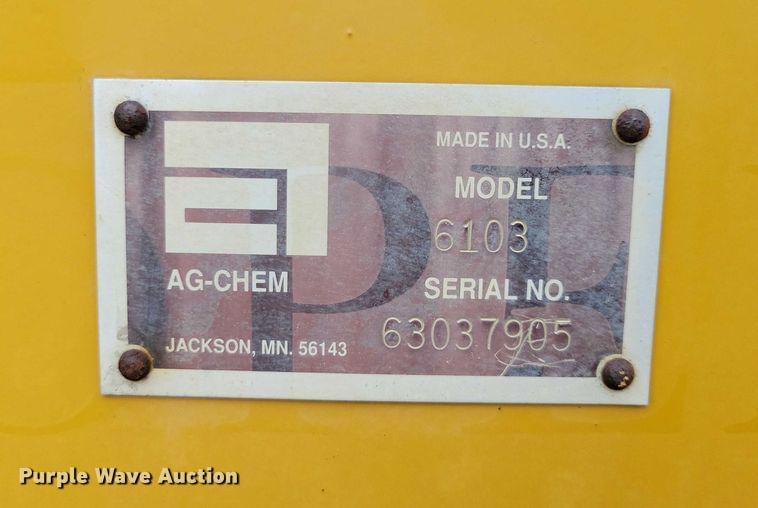 MADE IN U.S.A.
MODEL
6103
AG-CHEM
SERIAL NO.
63037905
JACKSON, MN. 56143
Purple Wave Auction